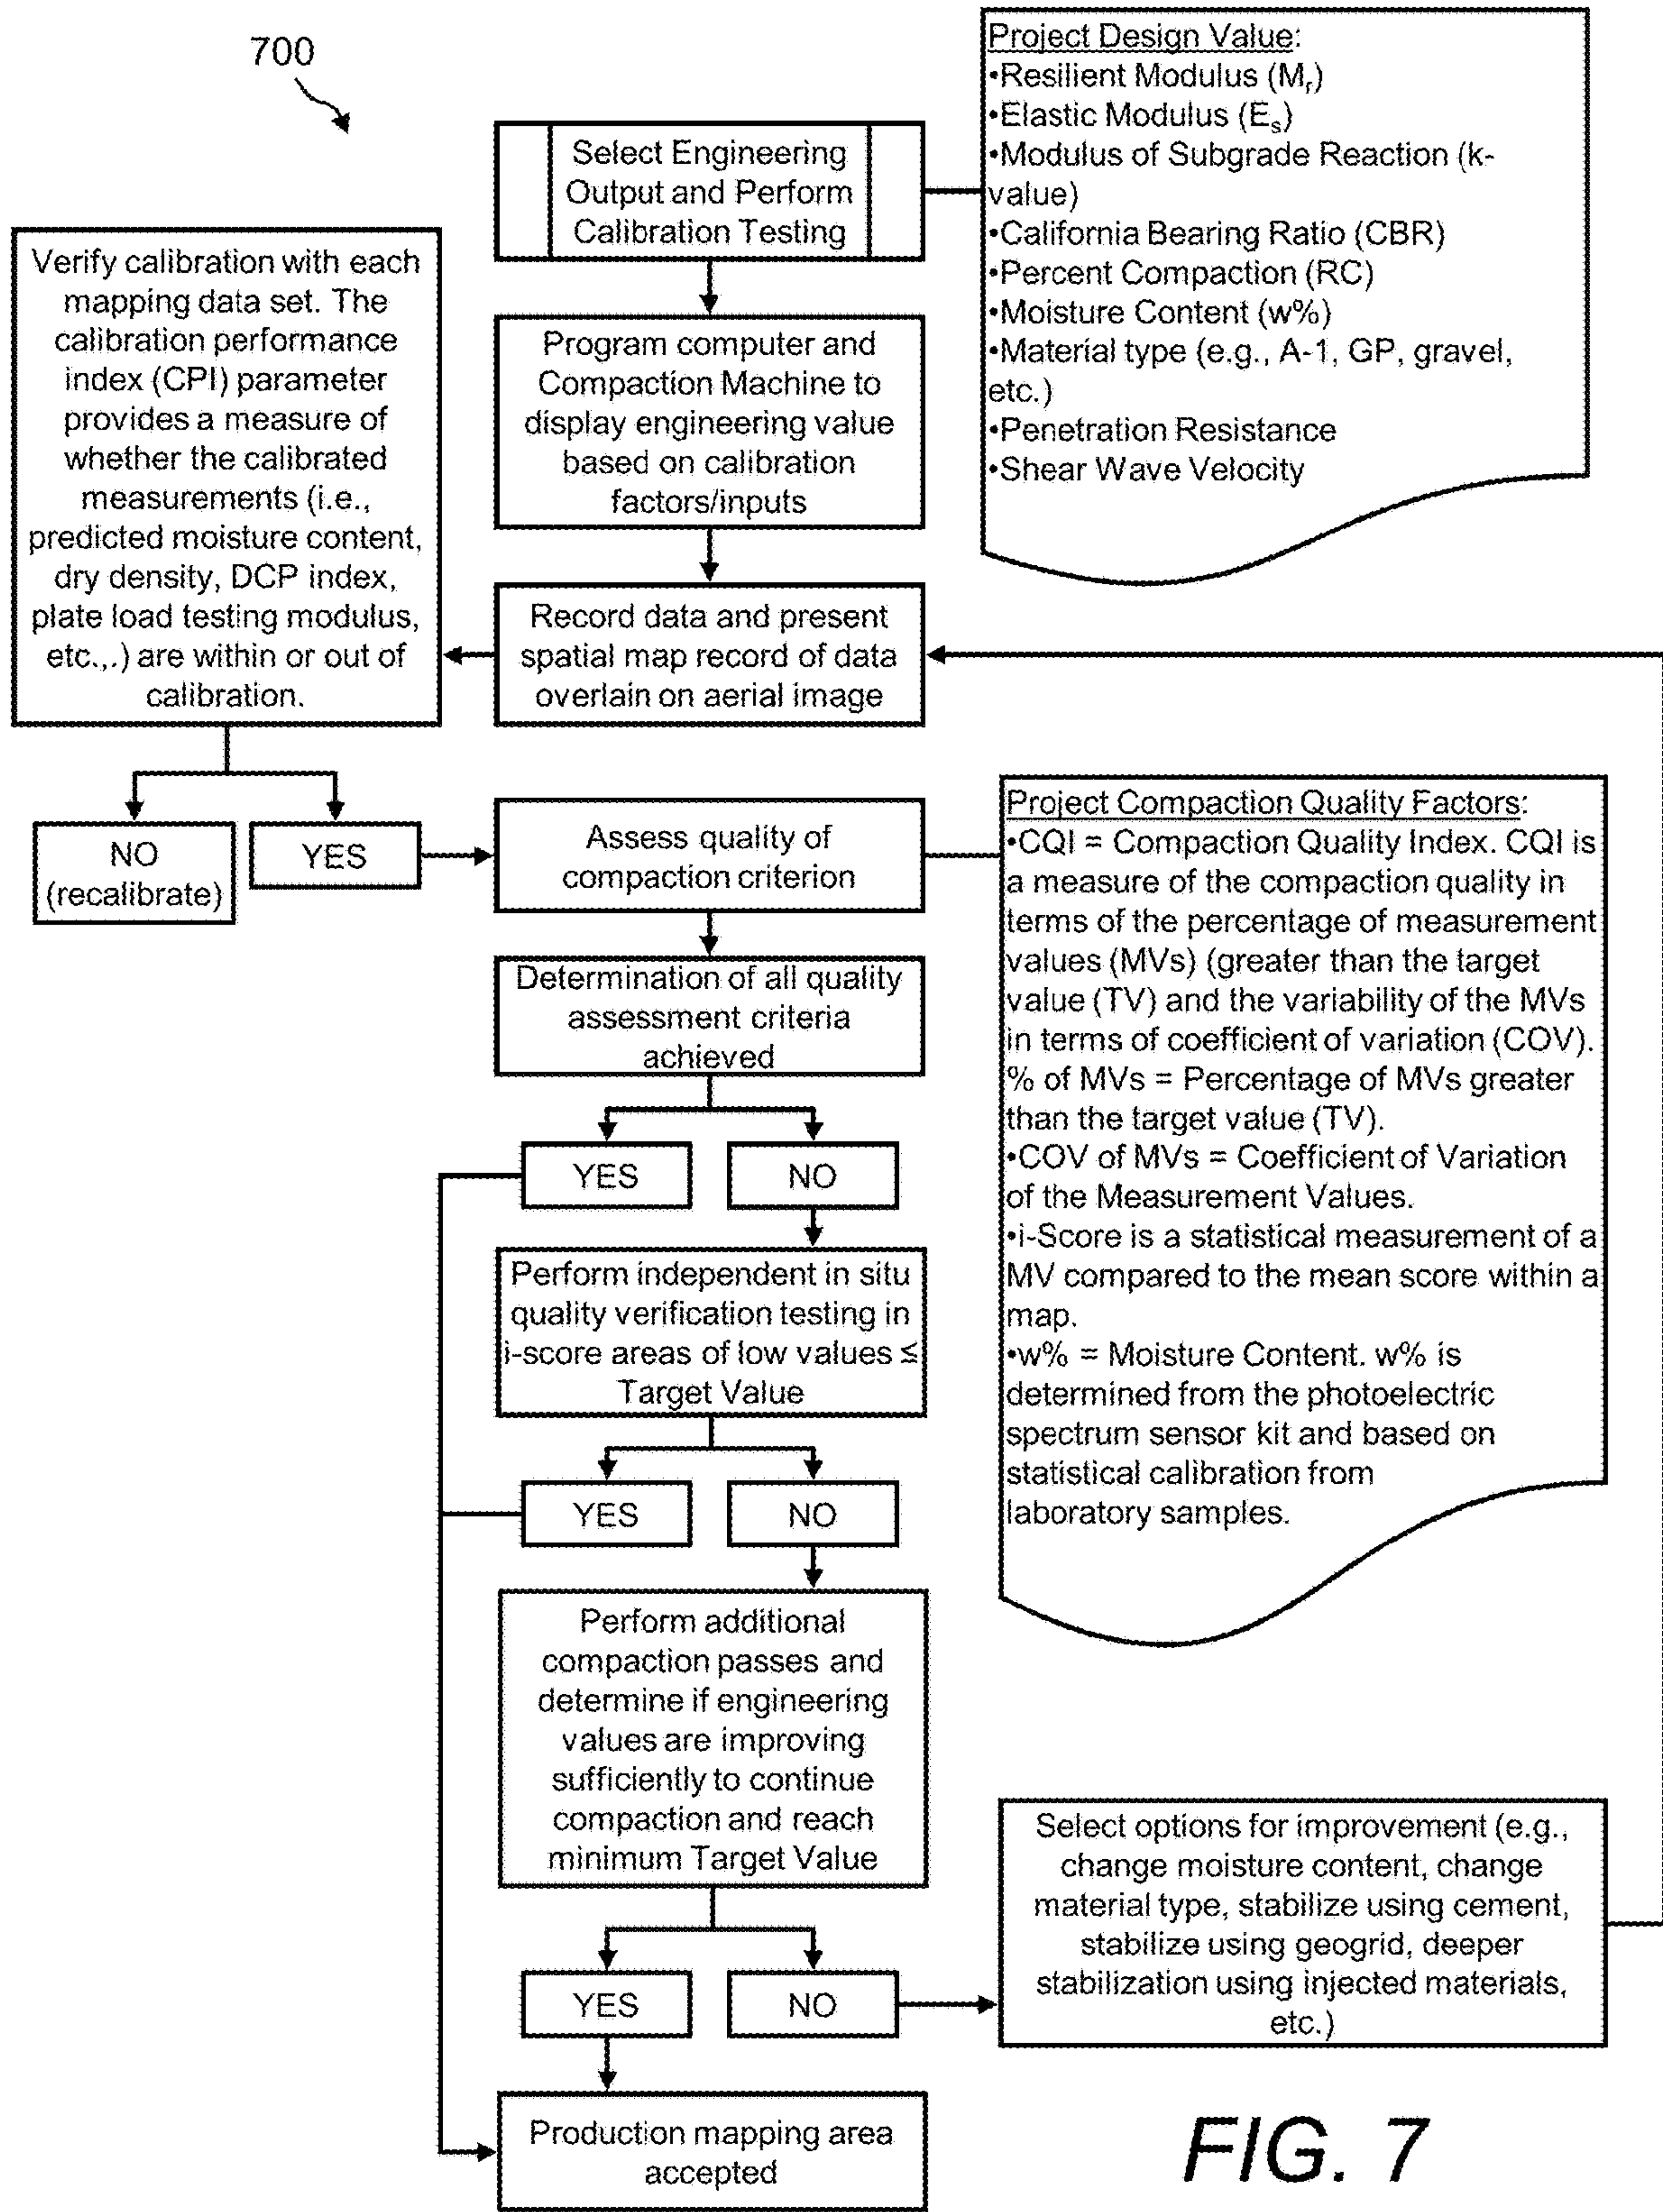 700
Project Design Value:
•Resilient Modulus (Mr)
•Elastic Modulus (Es)
•Modulus of Subgrade Reaction (k-
value)
•California Bearing Ratio (CBR)
•Percent Compaction (RC)
•Moisture Content (w%)
•Material type (e.g., A-1, GP, gravel,
etc.)
•Penetration Resistance
•Shear Wave Velocity
Select Engineering
Output and Perform
Calibration Testing
Program computer and
Compaction Machine to
display engineering value
based on calibration
factors/inputs
Record data and present
spatial map record of data
overlain on aerial image
Verify calibration with each
mapping data set. The
calibration performance
index (CPI) parameter
provides a measure of
whether the calibrated
measurements (i.e.,
predicted moisture content,
dry density, DCP index,
plate load testing modulus,
etc.,.) are within or out of
calibration.
NO
(recalibrate)
YES
Assess quality of
compaction criterion
Project Compaction Quality Factors:
•CQI = Compaction Quality Index. CQI is
a measure of the compaction quality in
terms of the percentage of measurement
values (MVs) (greater than the target
value (TV) and the variability of the MVs
in terms of coefficient of variation (COV).
% of MVs = Percentage of MVs greater
than the target value (TV).
•COV of MVs = Coefficient of Variation
of the Measurement Values.
•i-Score is a statistical measurement of a
MV compared to the mean score within a
map.
•w% = Moisture Content. w% is
determined from the photoelectric
spectrum sensor kit and based on
statistical calibration from
laboratory samples.
Determination of all quality
assessment criteria
achieved
YES
NO
Perform independent in situ
quality verification testing in
i-score areas of low values ≤
Target Value
YES
NO
Perform additional
compaction passes and
determine if engineering
values are improving
sufficiently to continue
compaction and reach
minimum Target Value
YES
NO
Select options for improvement (e.g.,
change moisture content, change
material type, stabilize using cement,
stabilize using geogrid, deeper
stabilization using injected materials,
etc.)
Production mapping area
accepted
FIG. 7